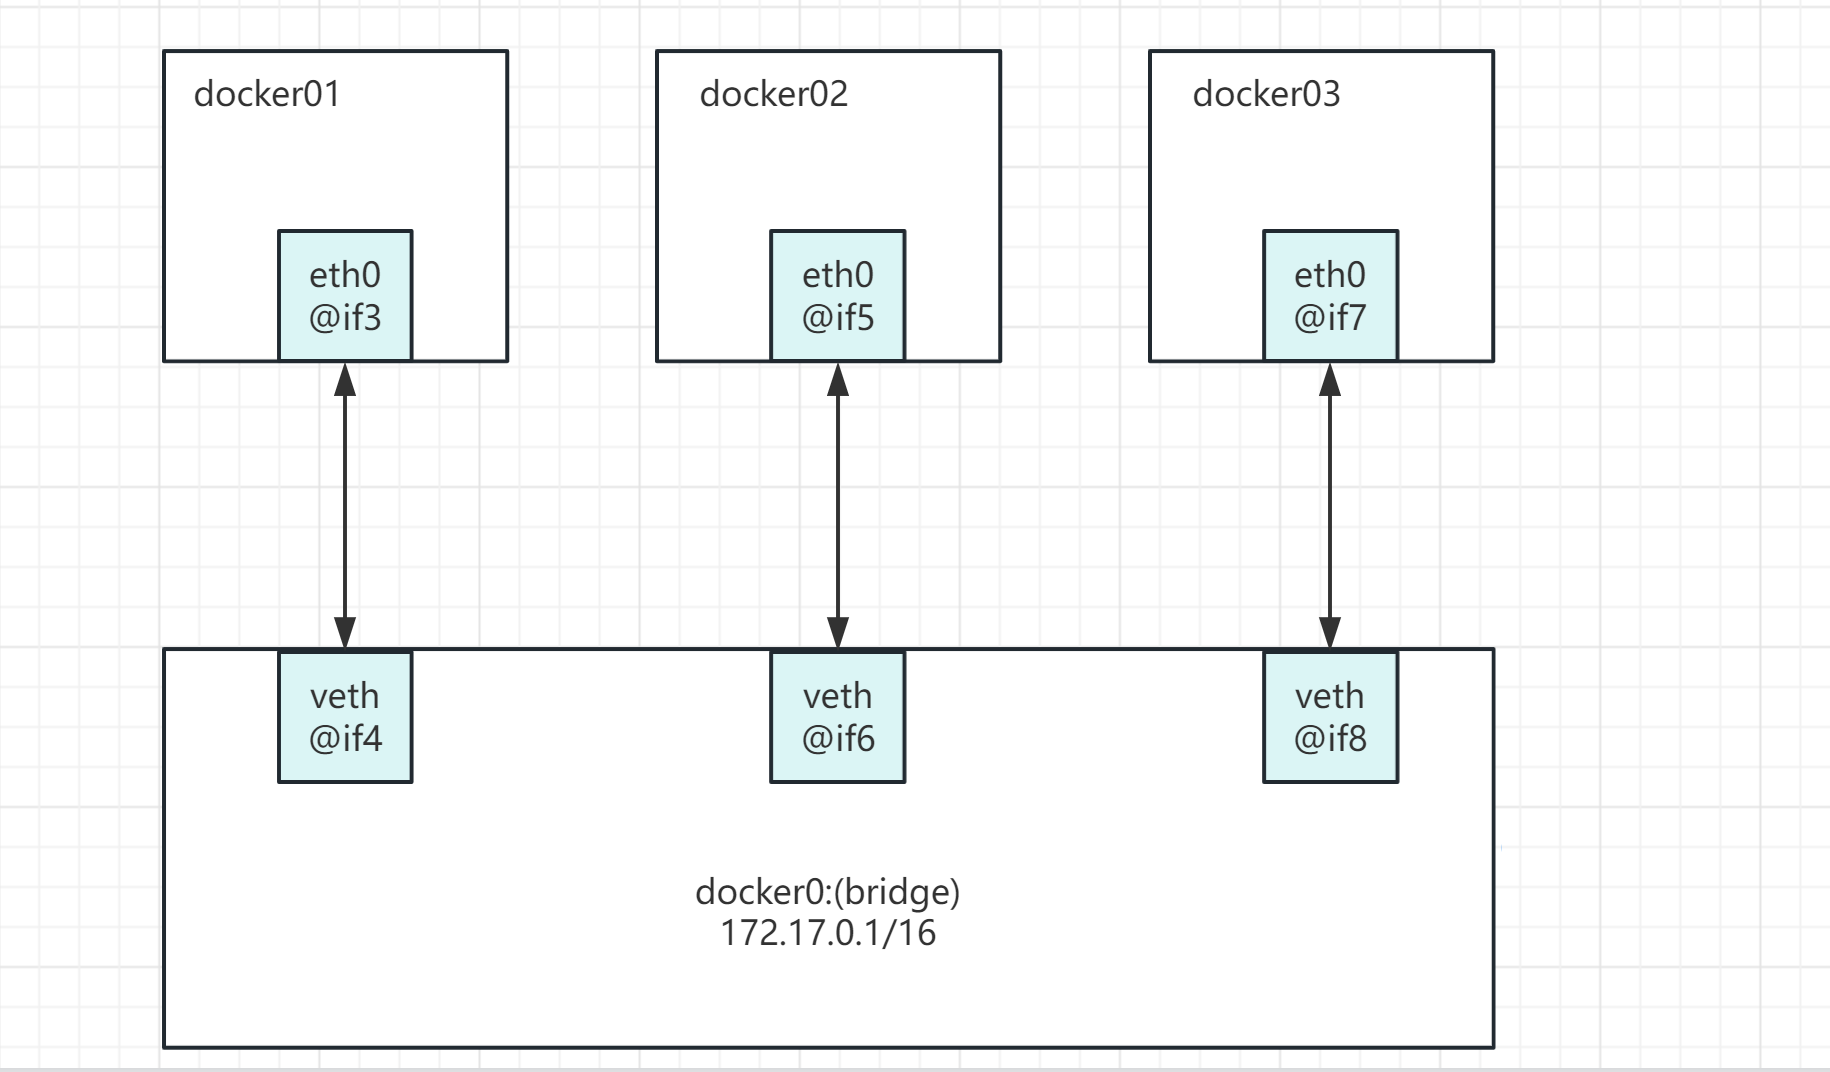 docker01
docker02
docker03
eth0
@if3
eth0
@if5
eth0
@if7
veth
@if4
veth
@if6
veth
@if8
docker0:(bridge)
172.17.0.1/16